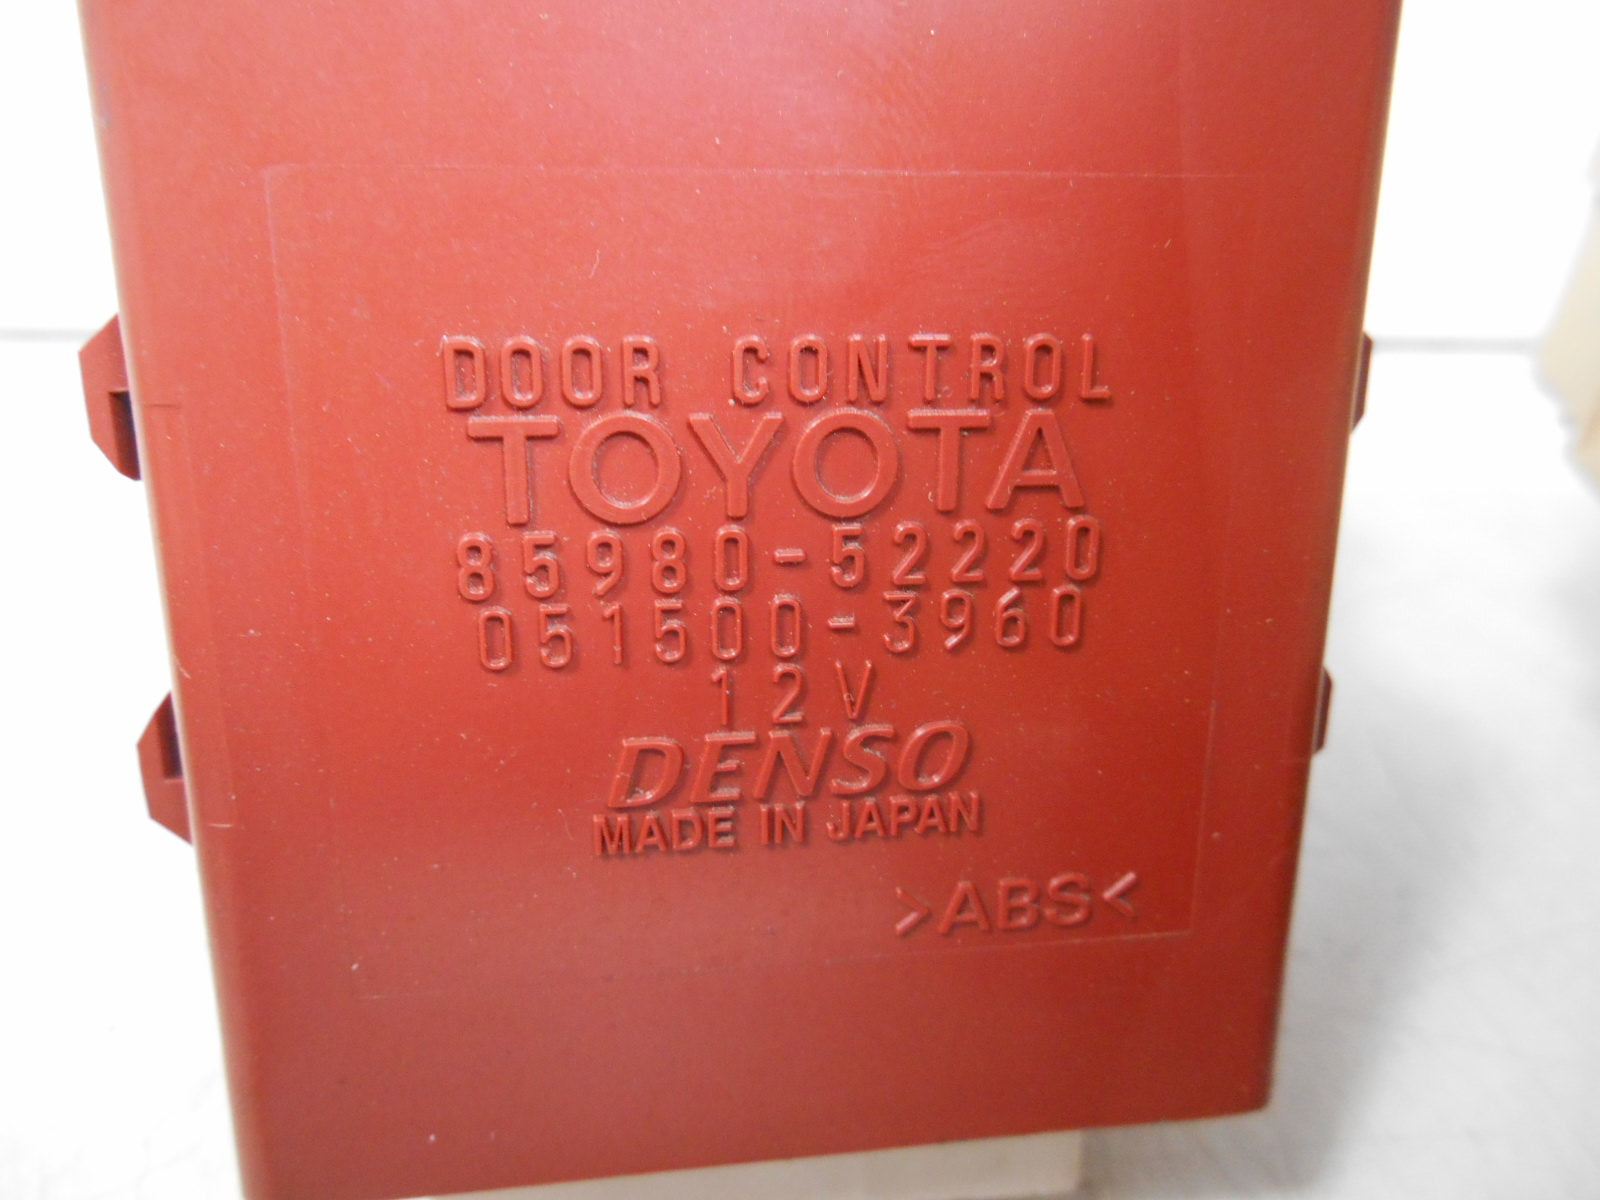 DOOR CONTROL
TOYOTA
85980-52220
051500-3960
12V
DENSO
MADE IN JAPAN
>ABS<